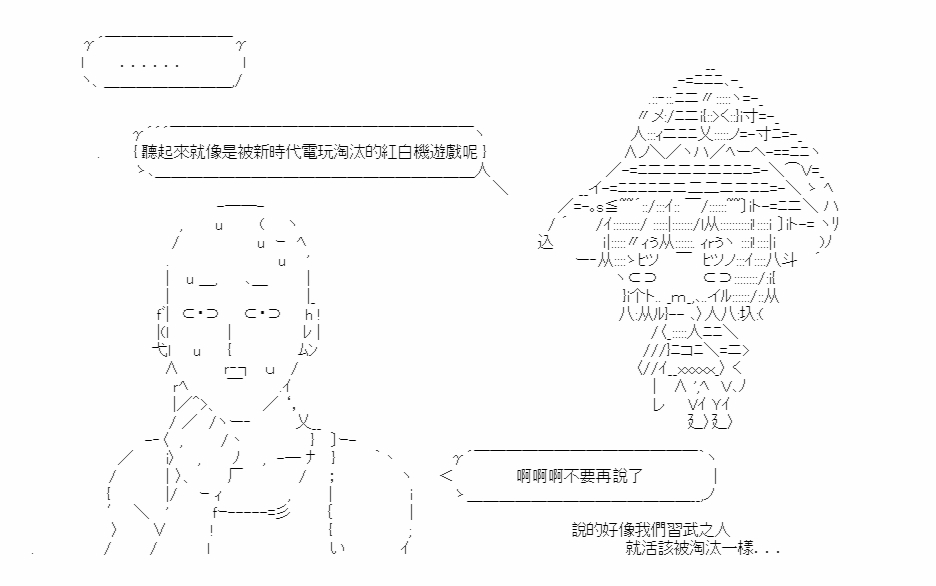 ......
聽起來就像是被新時代電玩淘汰的紅白機遊戲呢
啊啊啊不要再說了
說的好像我們習武之人
就活該被淘汰一樣...